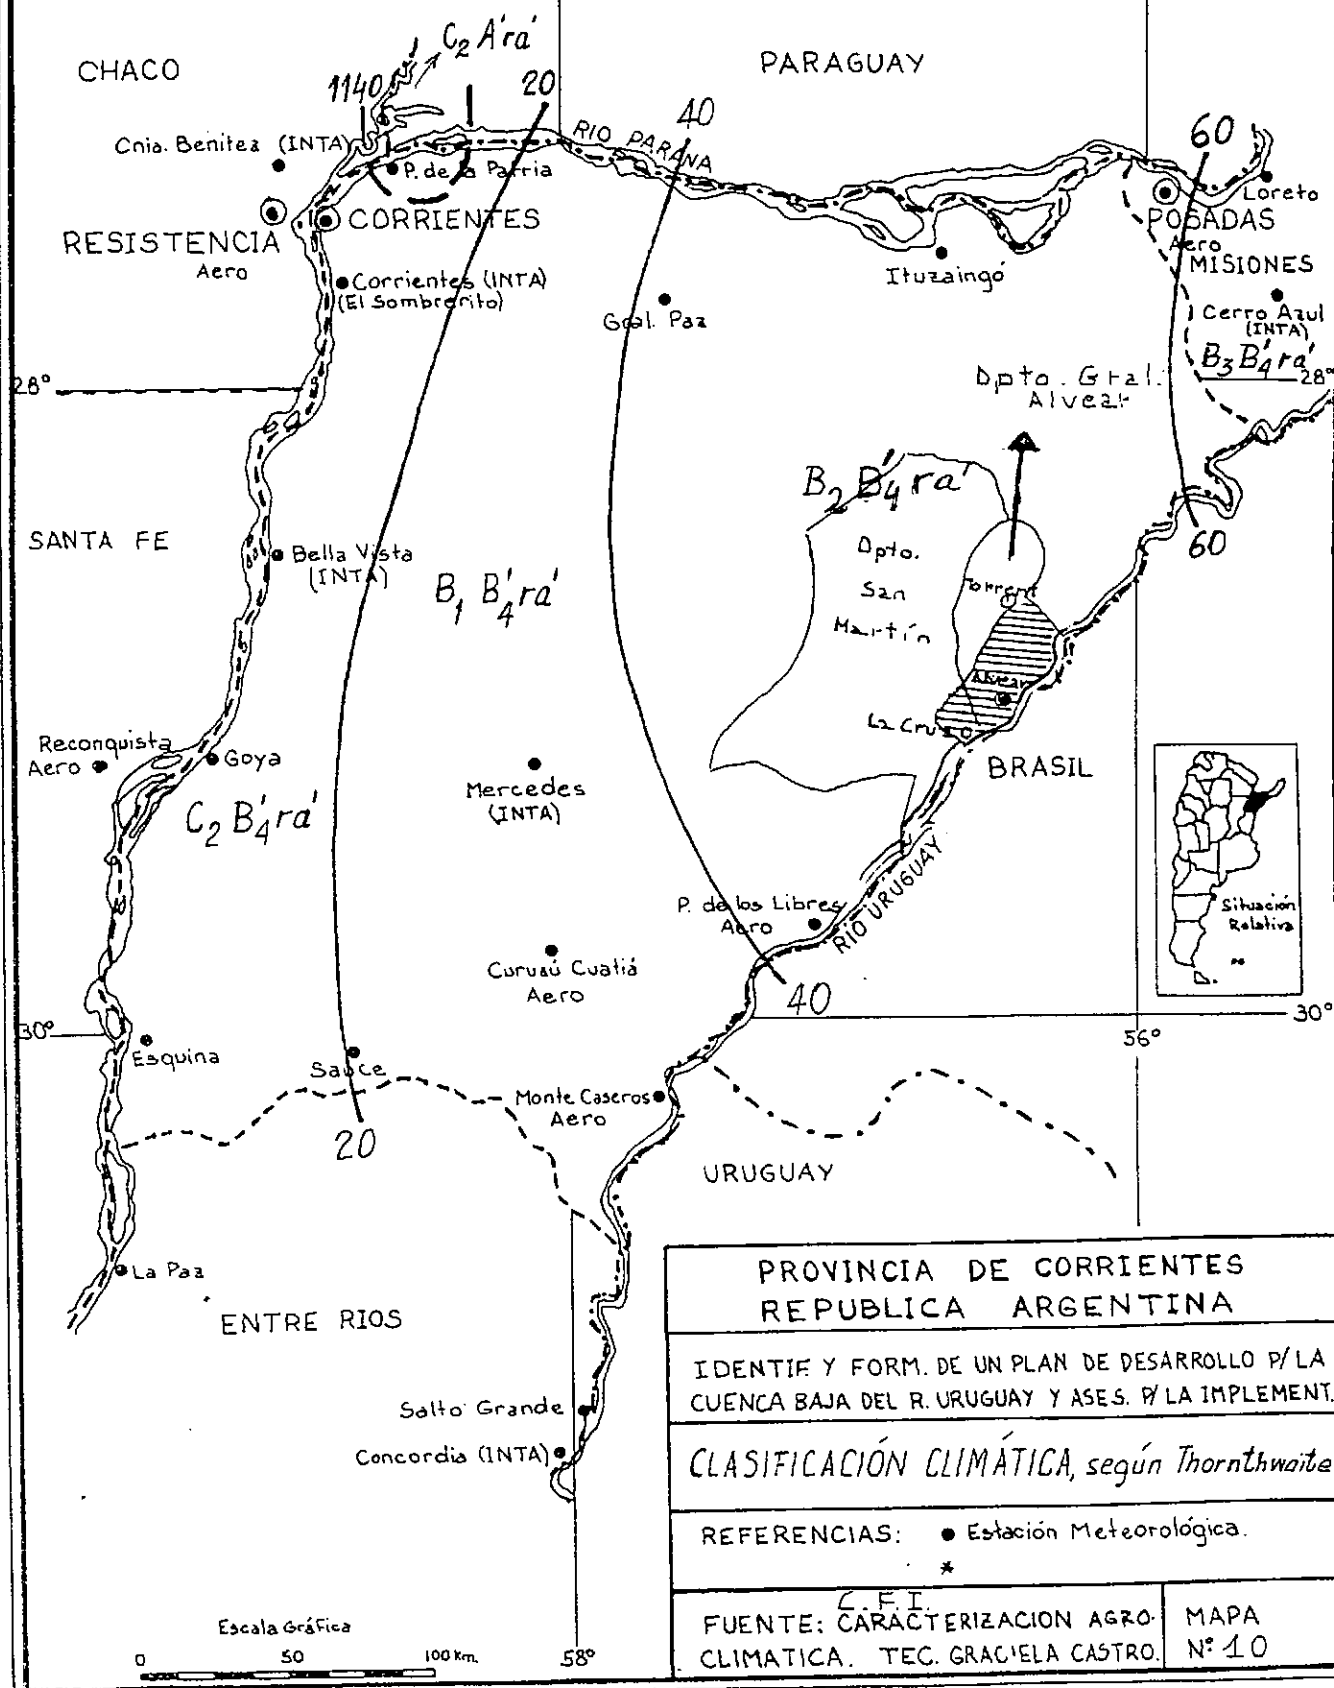 C₂ A'ra'
CHACO
PARAGUAY
1140
20
40
60
Cnia. Benitez (INTA)
RIO PARANA
P. de la Patria
Loreto
CORRIENTES
POSADAS
Aero
RESISTENCIA
Aero
MISIONES
Corrientes (INTA)
(El Sombrerito)
Ituzaingó
Gral. Paz
Cerro Azul
(INTA)
B₃ B'₄ ra'
28°
28°
Dpto. Gral.
Alvear
B₂ B'₄ ra'
SANTA FE
Bella Vista
(INTA)
60
Dpto.
San
Martín
Torrent
B₁ B'₄ ra'
Alvear
La Cruz
Reconquista
Aero
Goya
BRASIL
Mercedes
(INTA)
C₂ B'₄ ra'
RIO URUGUAY
P. de los Libres
Aero
Situación
Relativa
Curuzú Cuatiá
Aero
40
30°
30°
56°
Esquina
Sauce
Monte Caseros
Aero
20
URUGUAY
La Paz
ENTRE RIOS
PROVINCIA DE CORRIENTES
REPUBLICA ARGENTINA
IDENTIF. Y FORM. DE UN PLAN DE DESARROLLO P/ LA
CUENCA BAJA DEL R. URUGUAY Y ASES. P/ LA IMPLEMENT.
Salto Grande
Concordia (INTA)
CLASIFICACIÓN CLIMÁTICA, según Thornthwaite
REFERENCIAS: ● Estación Meteorológica.
*
C.F.I.
FUENTE: CARACTERIZACION AGRO-
CLIMATICA. TEC. GRACIELA CASTRO.
MAPA
Nº 10
Escala Gráfica
0 50 100 km.
58°